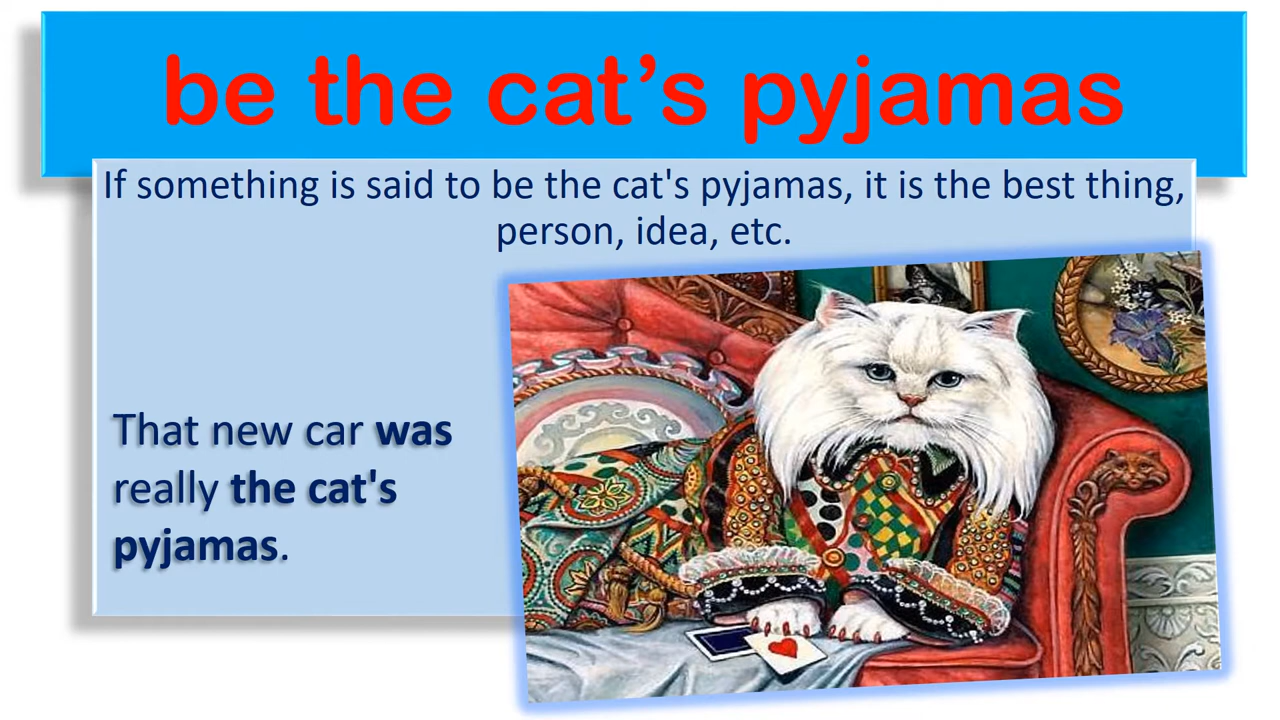 be the cat’s pyjamas
If something is said to be the cat's pyjamas, it is the best thing,
person, idea, etc.
That new car was
really the cat's
pyjamas.